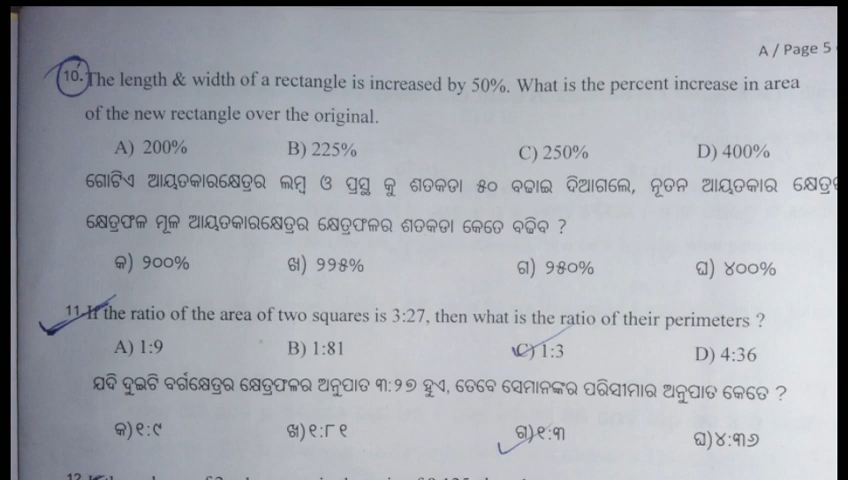 A / Page 5
10. The length & width of a rectangle is increased by 50%. What is the percent increase in area
of the new rectangle over the original.
A) 200% B) 225% C) 250% D) 400%
ଗୋଟିଏ ଆୟତକାରକ୍ଷେତ୍ରର ଲମ୍ବ ଓ ପ୍ରସ୍ଥ କୁ ଶତକଡା ୫୦ ବଢାଇ ଦିଆଗଲେ, ନୂତନ ଆୟତକାର
କ୍ଷେତ୍ରଫଳ ମୂଳ ଆୟତକାରକ୍ଷେତ୍ରର କ୍ଷେତ୍ରଫଳର ଶତକଡା କେତେ ବଢିବ ?
କ) ୨୦୦% ଖ) ୨୨୫% ଗ) ୨୫୦% ଘ) ୪୦୦%
11. If the ratio of the area of two squares is 3:27, then what is the ratio of their perimeters ?
A) 1:9 B) 1:81 C) 1:3 D) 4:36
ଯଦି ଦୁଇଟି ବର୍ଗକ୍ଷେତ୍ରର କ୍ଷେତ୍ରଫଳର ଅନୁପାତ ୩:୨୭ ହୁଏ, ତେବେ ସେମାନଙ୍କର ପରିସୀମାର ଅନୁପାତ କେତେ ?
କ)୧:୯ ଖ)୧:୮୧ ଗ)୧:୩ ଘ)୪:୩୬